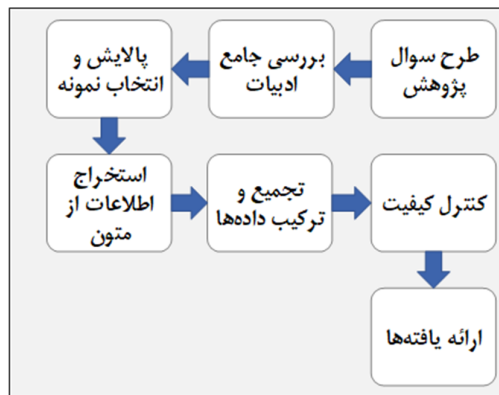 طرح سوال
پژوهش
بررسی جامع
ادبیات
پالایش و
انتخاب نمونه
استخراج
اطلاعات از
متون
تجمیع و
ترکیب داده‌ها
کنترل کیفیت
ارائه یافته‌ها